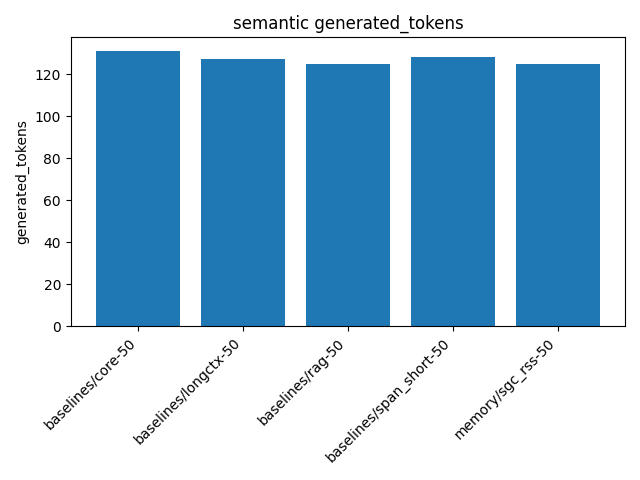 semantic generated_tokens
generated_tokens
120
100
80
60
40
20
0
baselines/core-50
baselines/longctx-50
baselines/rag-50
baselines/span_short-50
memory/sgc_rss-50